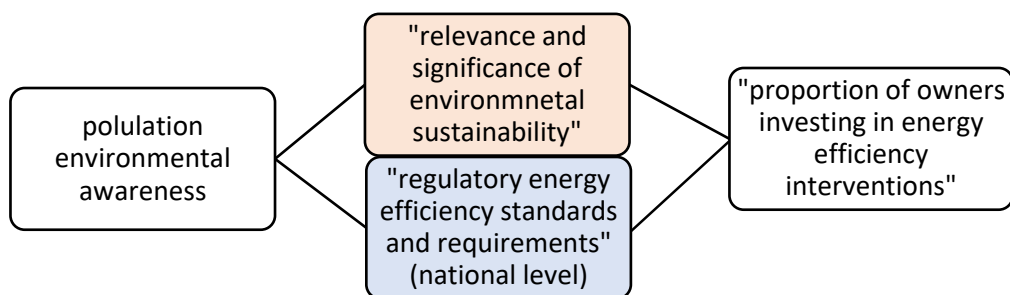 polulation
environmental
awareness
"relevance and
significance of
environmnetal
sustainability"
"regulatory energy
efficiency standards
and requirements"
(national level)
"proportion of owners
investing in energy
efficiency
interventions"